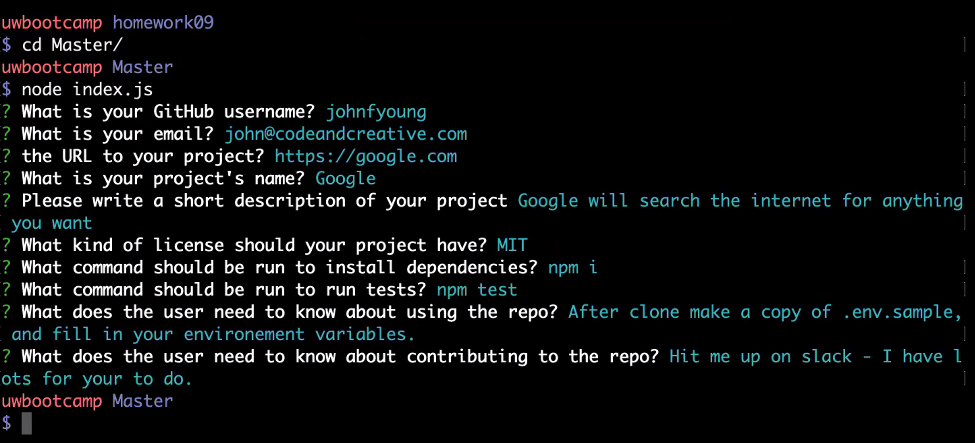 uwbootcamp homework09
$ cd Master/
uwbootcamp Master
$ node index.js
? What is your GitHub username? johnfyoung
? What is your email? john@codeandcreative.com
? the URL to your project? https://google.com
? What is your project's name? Google
? Please write a short description of your project Google will search the internet for anything
you want
? What kind of license should your project have? MIT
? What command should be run to install dependencies? npm i
? What command should be run to run tests? npm test
? What does the user need to know about using the repo? After clone make a copy of .env.sample,
and fill in your environement variables.
? What does the user need to know about contributing to the repo? Hit me up on slack - I have l
ots for your to do.
uwbootcamp Master
$